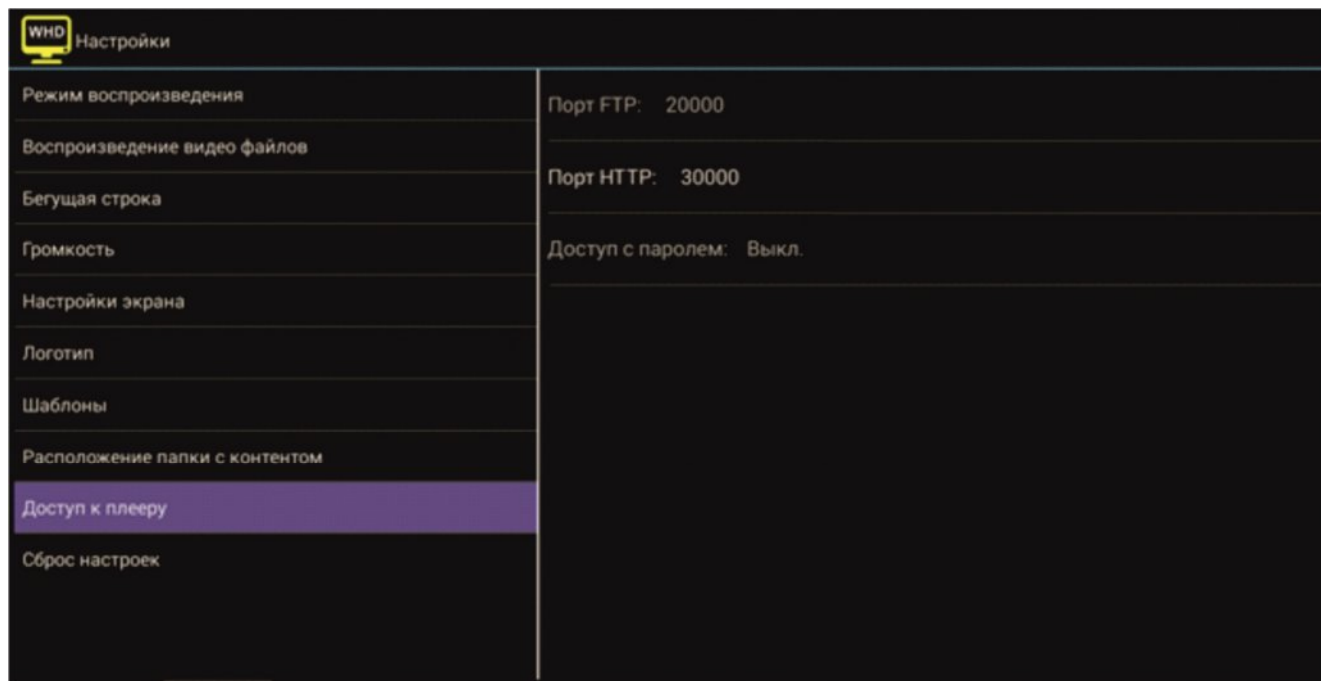 WHD
Настройки
Режим воспроизведения
Воспроизведение видео файлов
Бегущая строка
Громкость
Настройки экрана
Логотип
Шаблоны
Расположение папки с контентом
Доступ к плееру
Сброс настроек
Порт FTP: 20000
Порт HTTP: 30000
Доступ с паролем: Выкл.